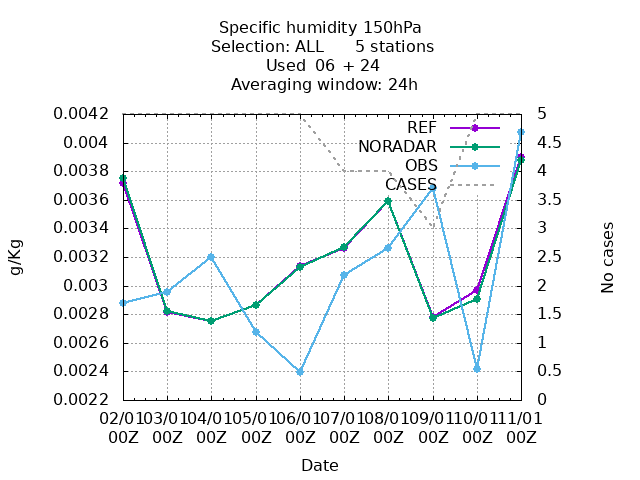 Specific humidity 150hPa
Selection: ALL 5 stations
Used 06 + 24
Averaging window: 24h
g/Kg
0.0042
0.004
0.0038
0.0036
0.0034
0.0032
0.003
0.0028
0.0026
0.0024
0.0022
REF
NORADAR
OBS
CASES
5
4.5
4
3.5
3
2.5
2
1.5
1
0.5
0
No cases
02/01 03/01 04/01 05/01 06/01 07/01 08/01 09/01 10/01 11/01
00Z 00Z 00Z 00Z 00Z 00Z 00Z 00Z 00Z 00Z
Date